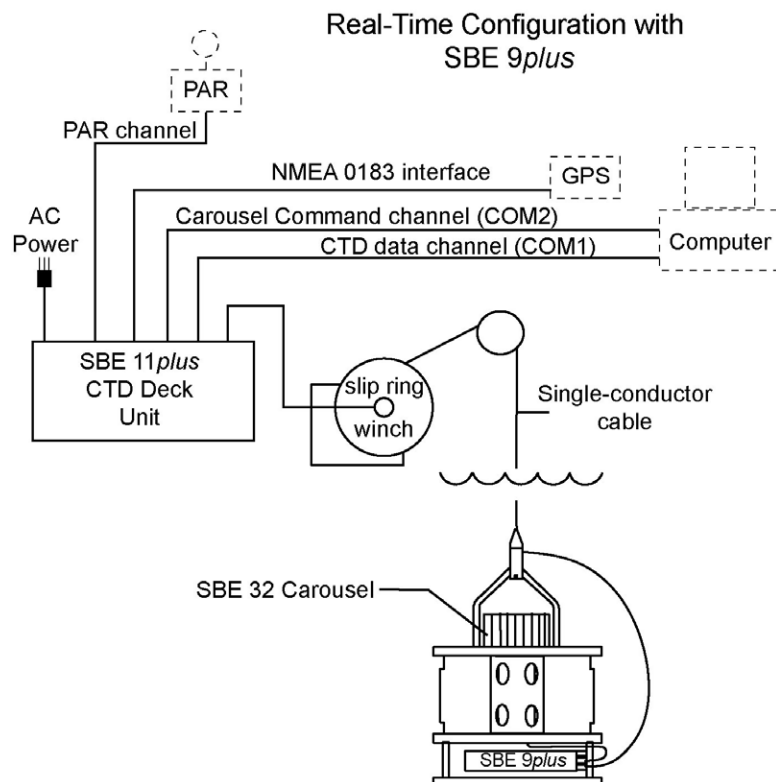 Real-Time Configuration with
SBE 9plus
PAR
PAR channel
NMEA 0183 interface
GPS
AC
Power
Carousel Command channel (COM2)
Computer
CTD data channel (COM1)
SBE 11plus
CTD Deck
Unit
slip ring
winch
Single-conductor
cable
SBE 32 Carousel
SBE 9plus